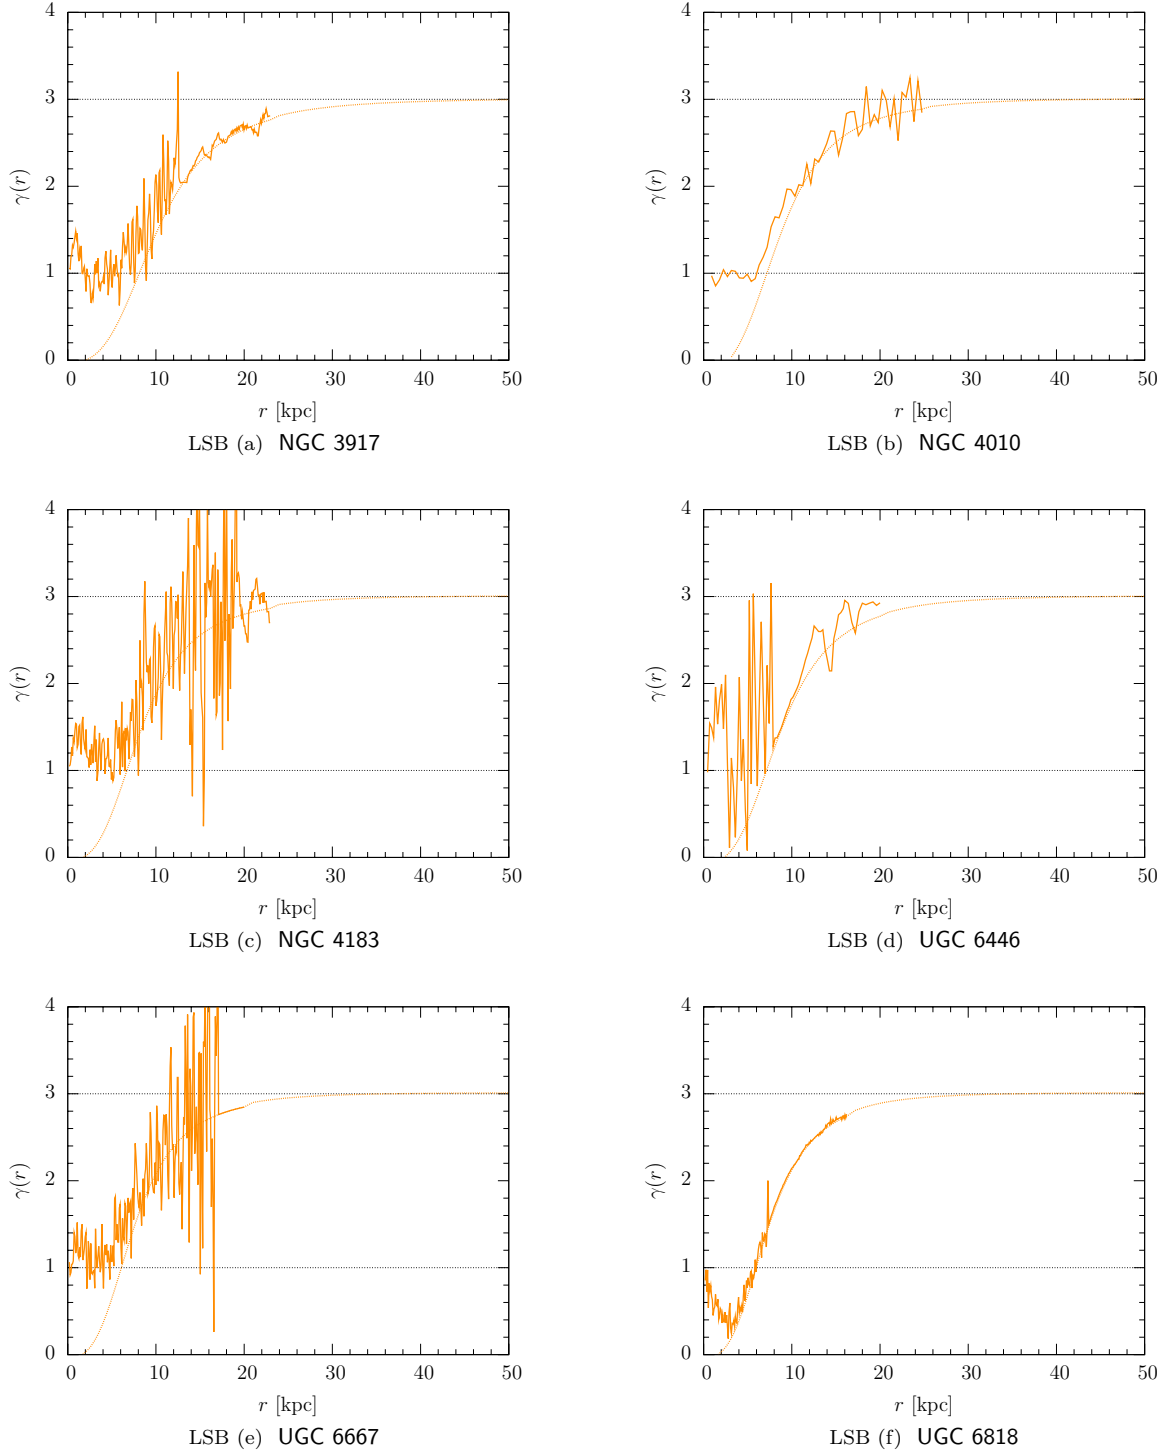 4
3
2
1
0
γ(r)
0 10 20 30 40 50
r [kpc]
LSB (a) NGC 3917
4
3
2
1
0
γ(r)
0 10 20 30 40 50
r [kpc]
LSB (b) NGC 4010
4
3
2
1
0
γ(r)
0 10 20 30 40 50
r [kpc]
LSB (c) NGC 4183
4
3
2
1
0
γ(r)
0 10 20 30 40 50
r [kpc]
LSB (d) UGC 6446
4
3
2
1
0
γ(r)
0 10 20 30 40 50
r [kpc]
LSB (e) UGC 6667
4
3
2
1
0
γ(r)
0 10 20 30 40 50
r [kpc]
LSB (f) UGC 6818